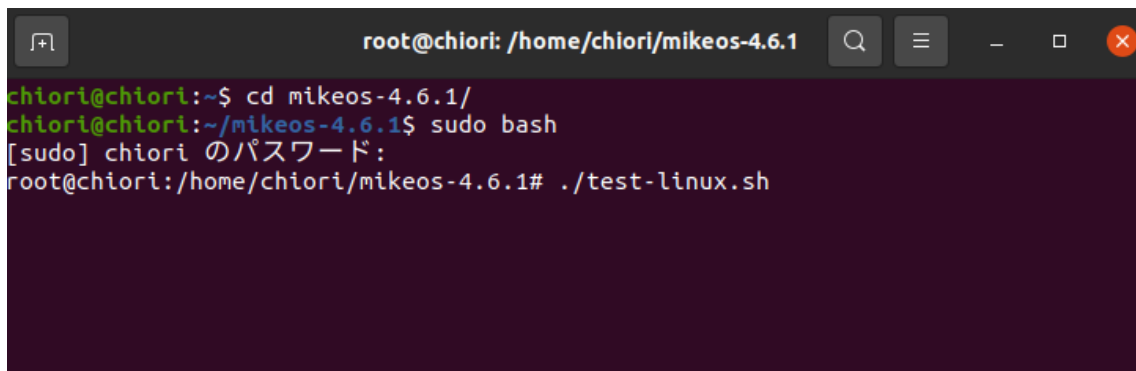 root@chiori: /home/chiori/mikeos-4.6.1
chiori@chiori:~$ cd mikeos-4.6.1/
chiori@chiori:~/mikeos-4.6.1$ sudo bash
[sudo] chiori のパスワード:
root@chiori:/home/chiori/mikeos-4.6.1# ./test-linux.sh